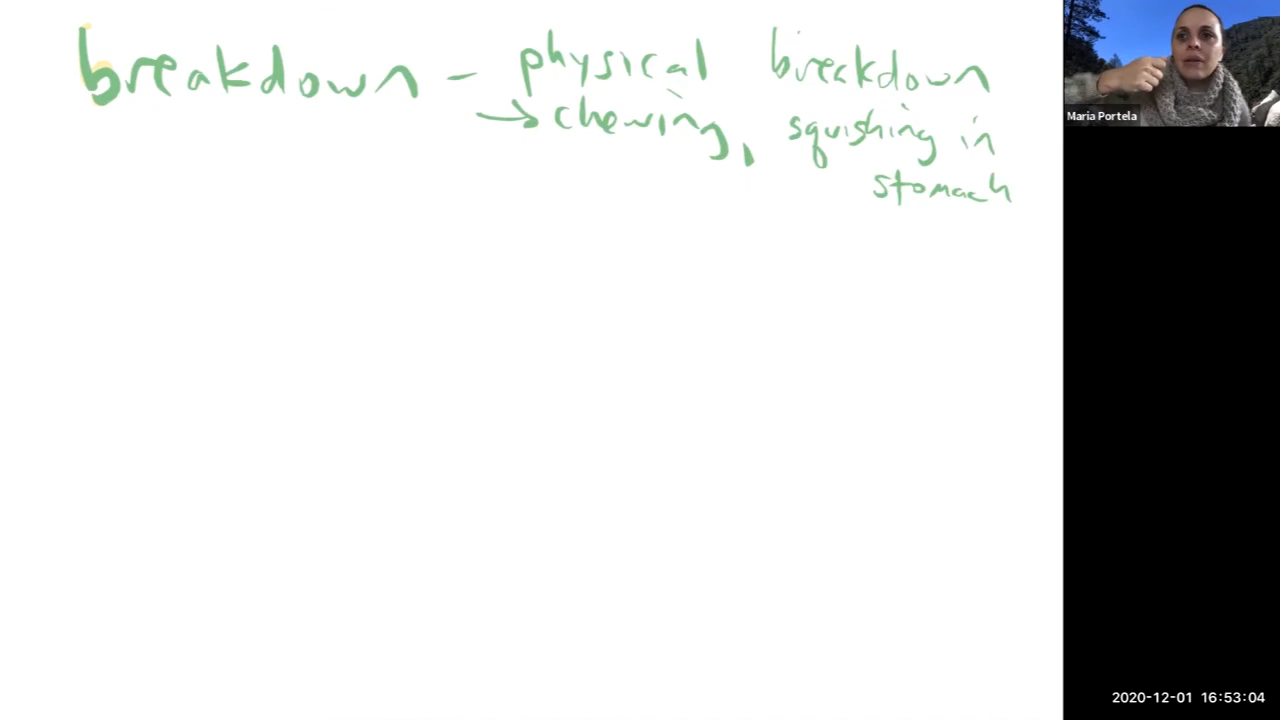 breakdown - physical breakdown
→ chewing, squishing in
stomach
Maria Portela
2020-12-01 16:53:04